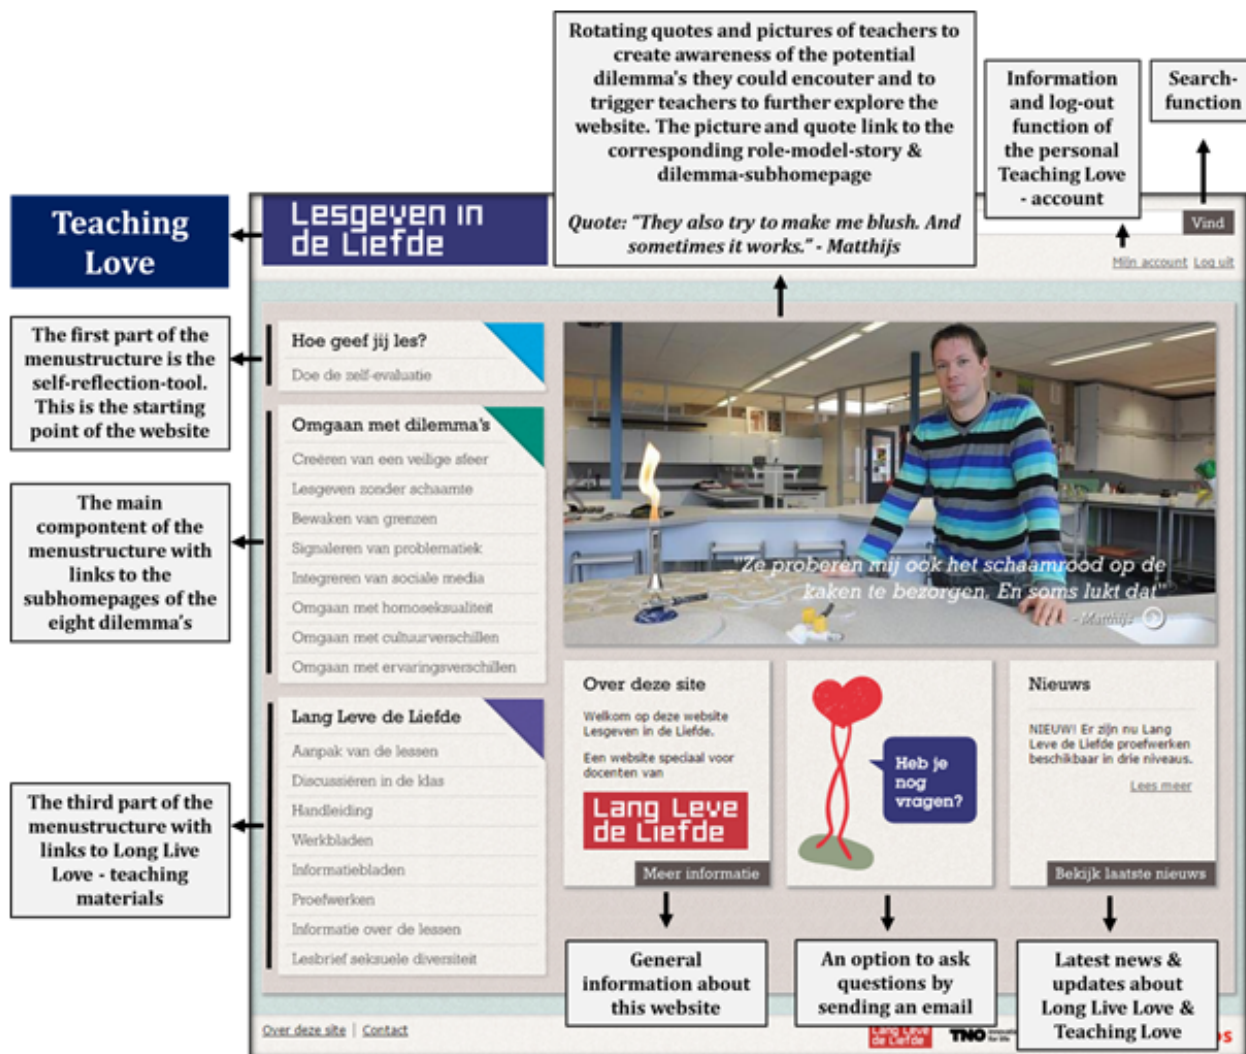 Rotating quotes and pictures of teachers to
create awareness of the potential
dilemma's they could encouter and to
trigger teachers to further explore the
website. The picture and quote link to the
corresponding role-model-story &
dilemma-subhomepage
Quote: "They also try to make me blush. And
sometimes it works." - Matthijs
Information
and log-out
function of
the personal
Teaching Love
- account
Search-
function
Teaching
Love
Lesgeven in
de Liefde
Vind
Mijn account Log uit
The first part of the
menustructure is the
self-reflection-tool.
This is the starting
point of the website
Hoe geef jij les?
Doe de zelf-evaluatie
The main
compontent of the
menustructure with
links to the
subhomepages of the
eight dilemma's
Omgaan met dilemma's
Creëren van een veilige sfeer
Lesgeven zonder schaamte
Bewaken van grenzen
Signaleren van problematiek
Integreren van sociale media
Omgaan met homoseksualiteit
Omgaan met cultuurverschillen
Omgaan met ervaringsverschillen
..."Ze proberen mij ook het schaamrood op de
kaken te bezorgen. En soms lukt dat"
- Matthijs
The third part of the
menustructure with
links to Long Live
Love - teaching
materials
Lang Leve de Liefde
Aanpak van de lessen
Discussiëren in de klas
Handleiding
Werkbladen
Informatiebladen
Proefwerken
Informatie over de lessen
Lesbrief seksuele diversiteit
Over deze site
Welkom op deze website
Lesgeven in de Liefde.
Een website speciaal voor
docenten van
Lang Leve
de Liefde
Meer informatie
Heb je
nog
vragen?
Nieuws
NIEUW! Er zijn nu Lang
Leve de Liefde proefwerken
beschikbaar in drie niveaus.
Lees meer
Bekijk laatste nieuws
General
information about
this website
An option to ask
questions by
sending an email
Latest news &
updates about
Long Live Love &
Teaching Love
Over deze site | Contact
Lang Leve
de Liefde
TNO
for life